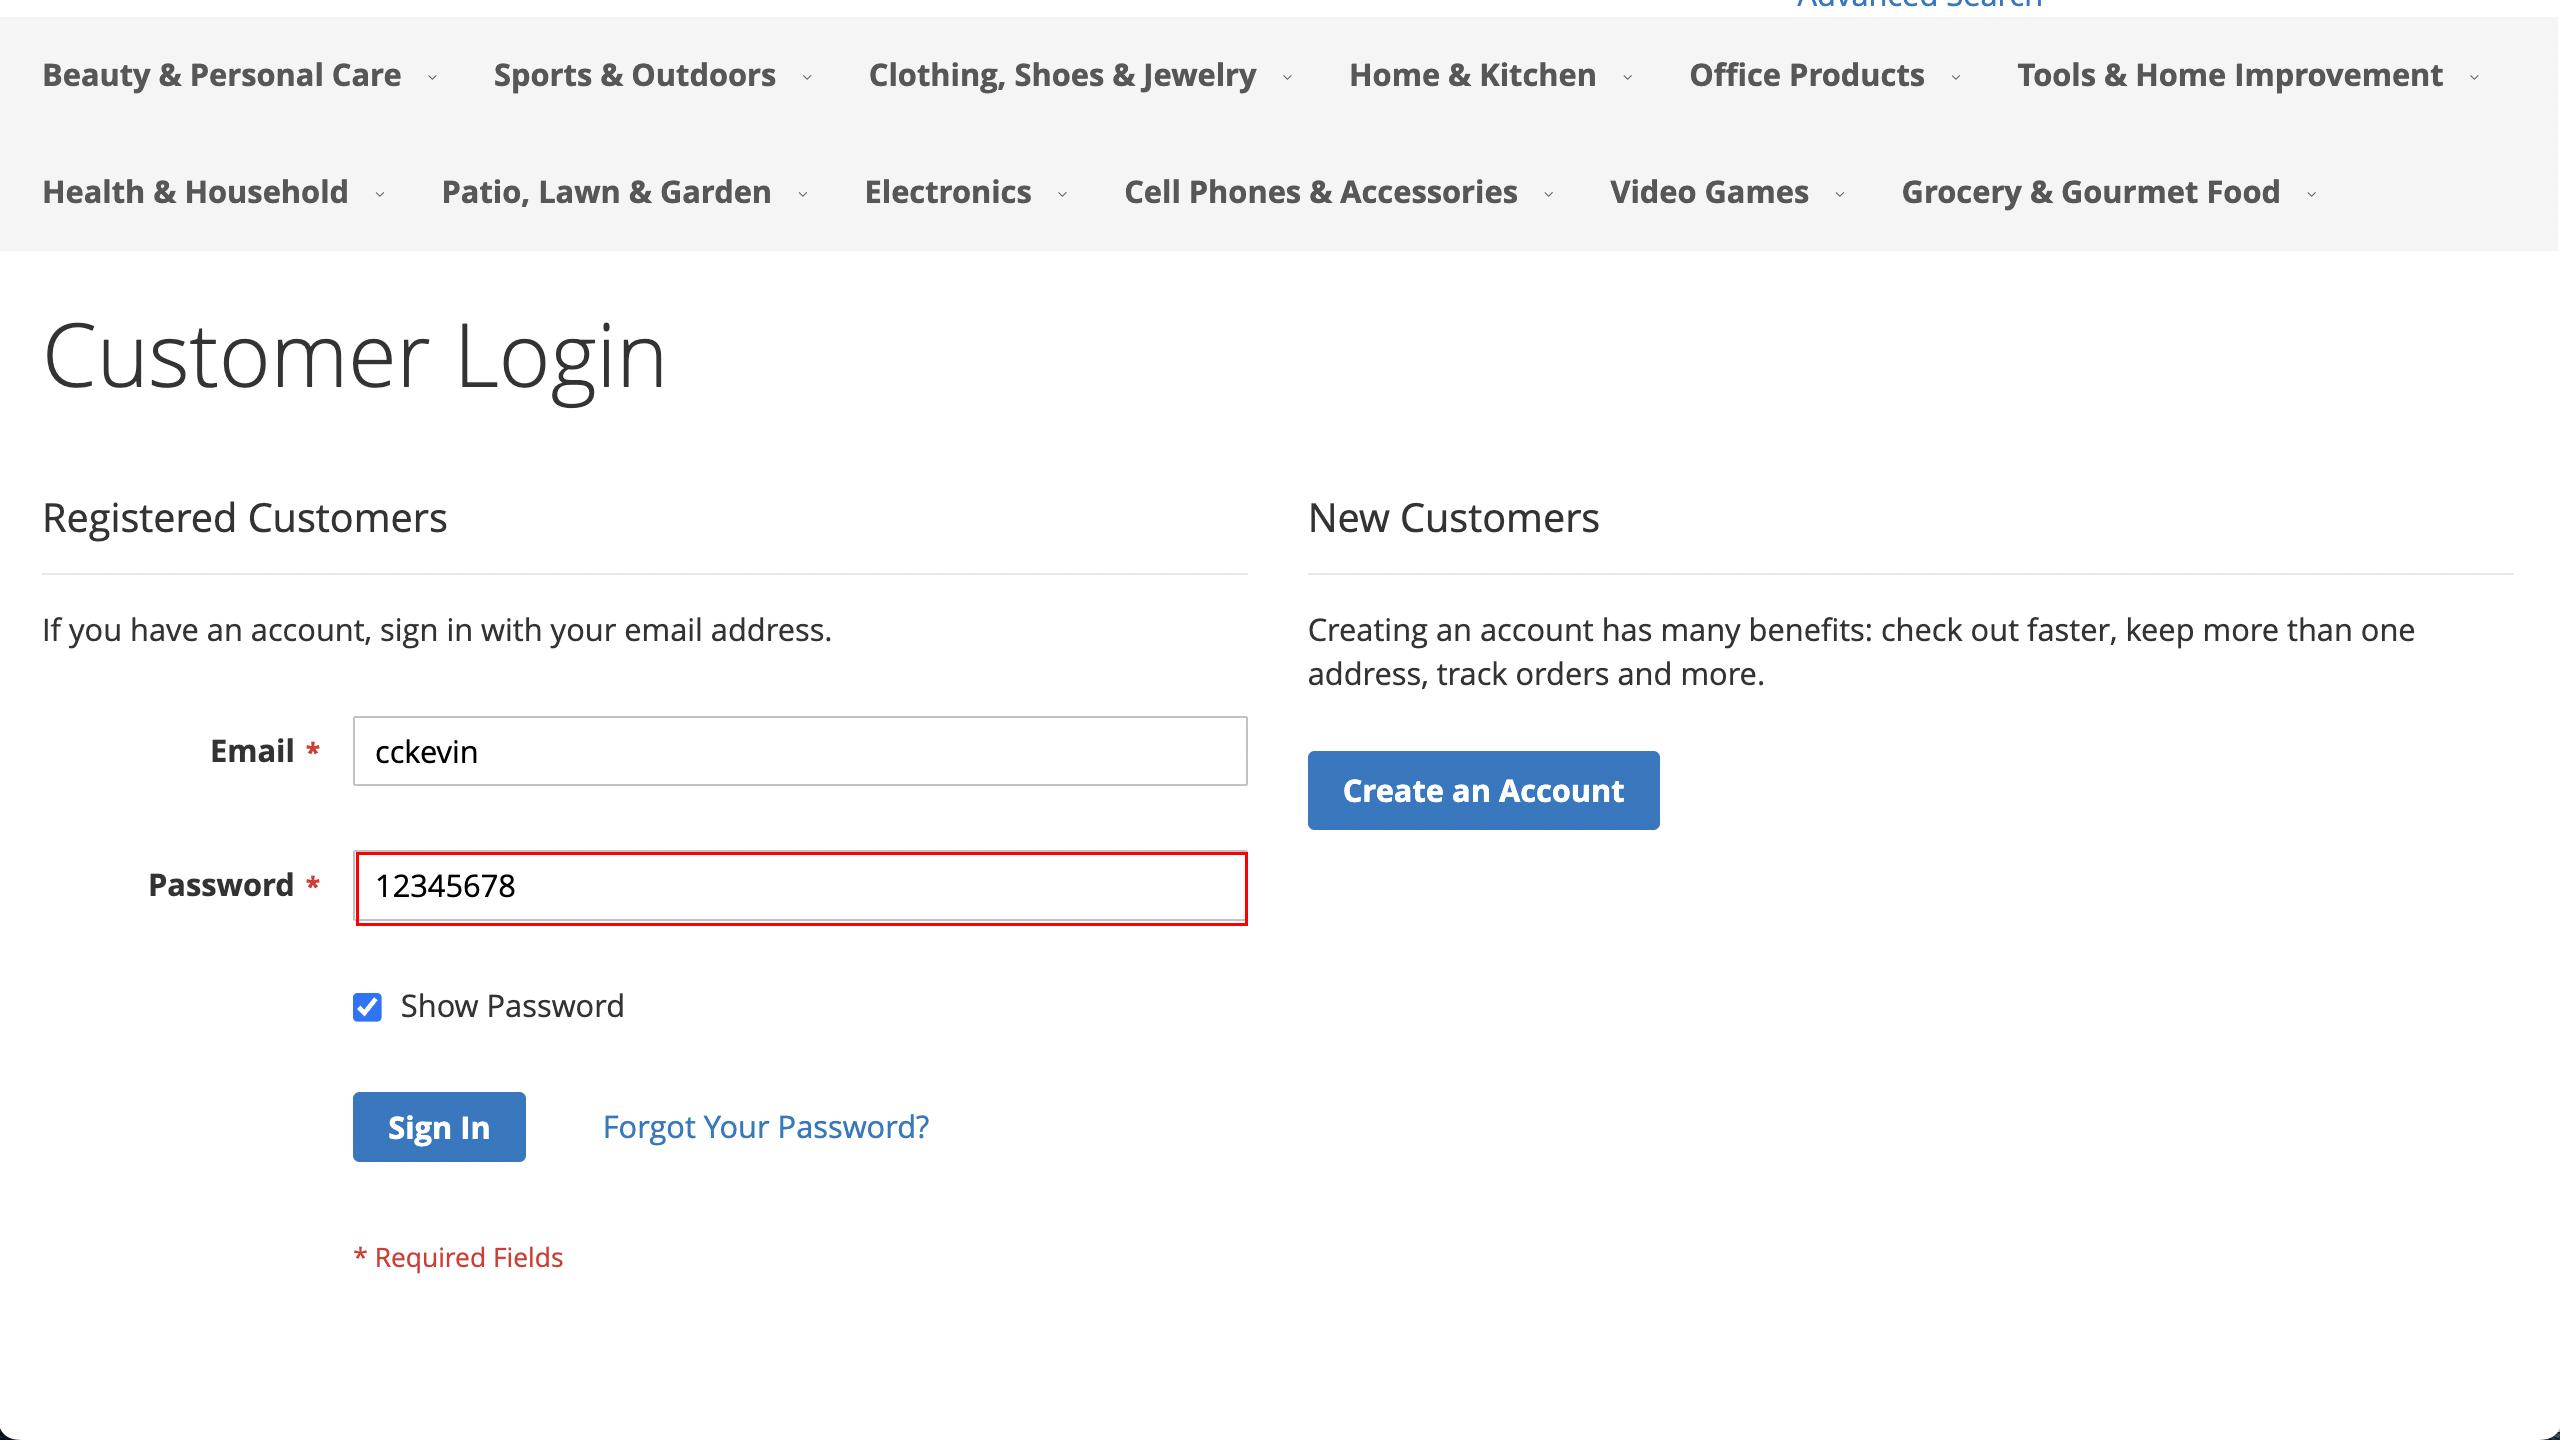 Advanced Search
Beauty & Personal Care Sports & Outdoors Clothing, Shoes & Jewelry Home & Kitchen Office Products Tools & Home Improvement
Health & Household Patio, Lawn & Garden Electronics Cell Phones & Accessories Video Games Grocery & Gourmet Food
Customer Login
Registered Customers
If you have an account, sign in with your email address.
Email *
cckevin
Password *
12345678
Show Password
Sign In Forgot Your Password?
* Required Fields
New Customers
Creating an account has many benefits: check out faster, keep more than one
address, track orders and more.
Create an Account